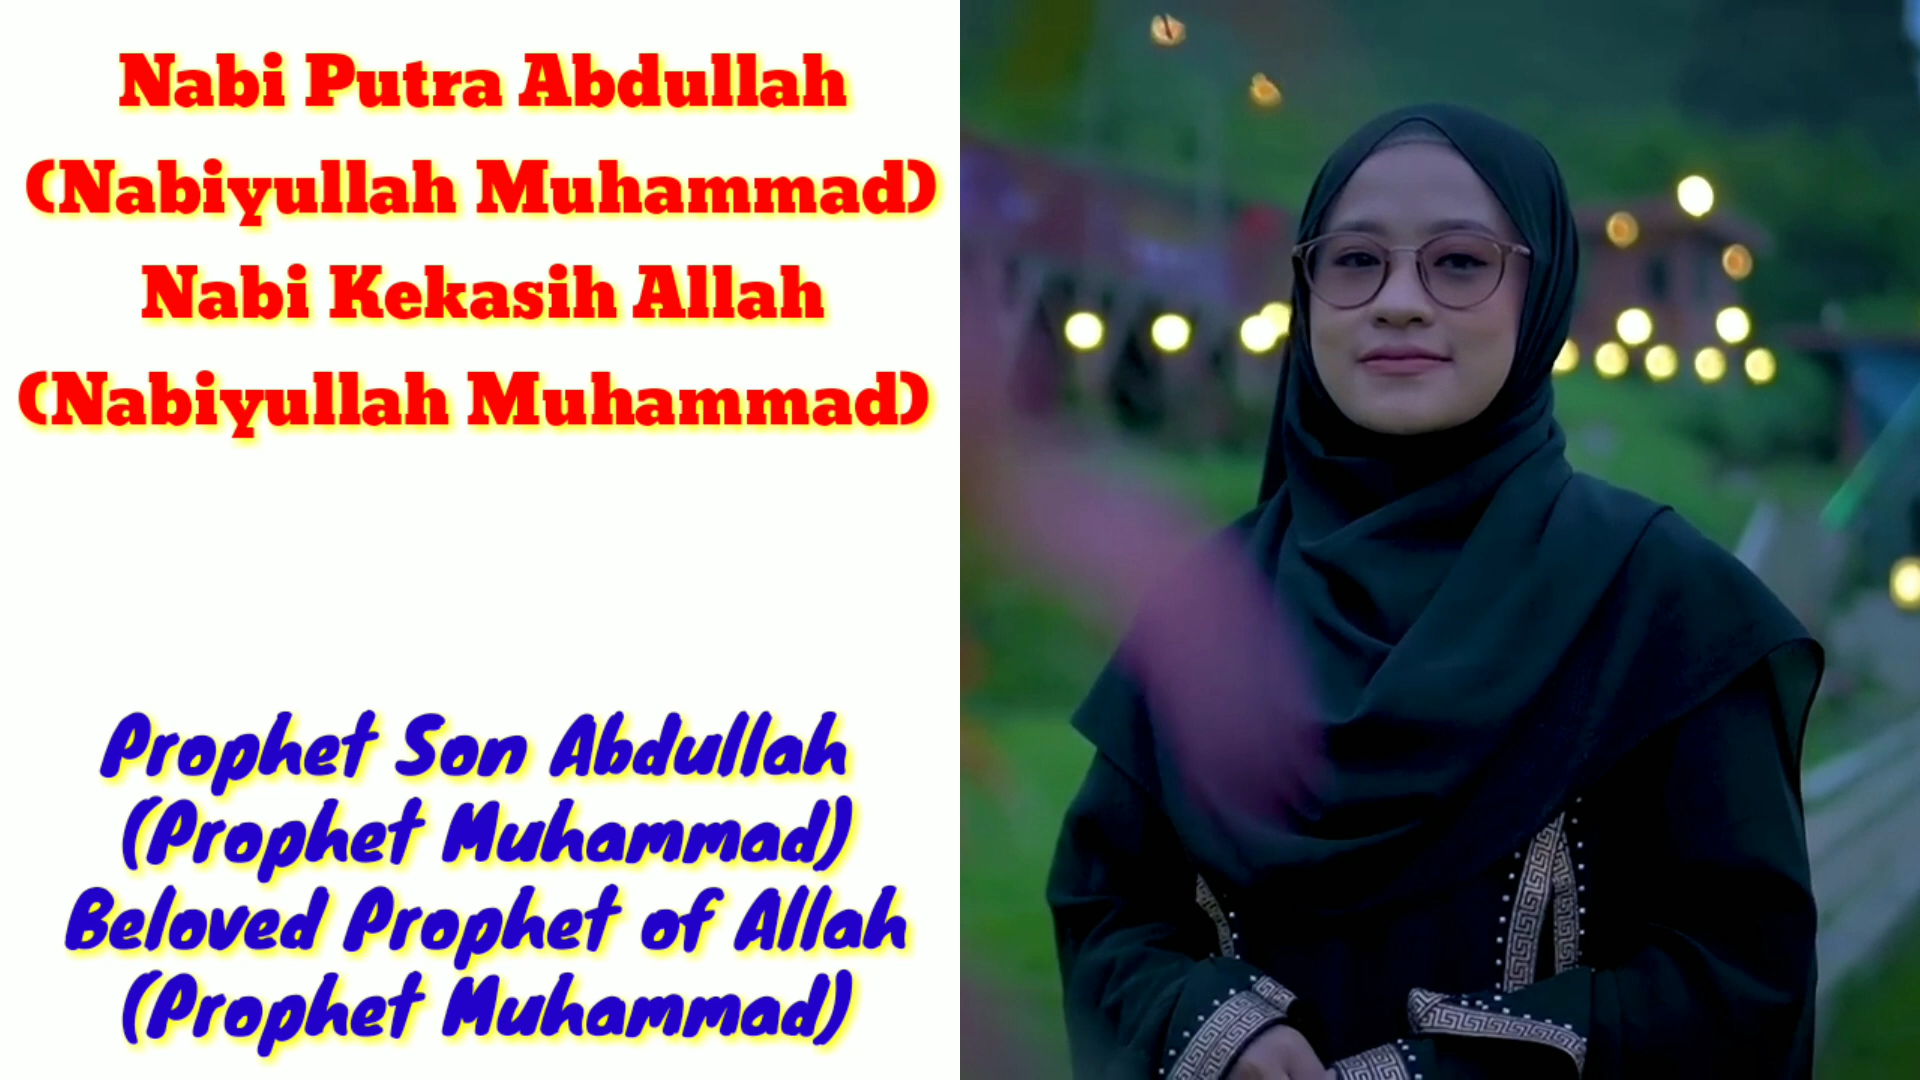 Nabi Putra Abdullah
(Nabiyullah Muhammad)
Nabi Kekasih Allah
(Nabiyullah Muhammad)
Prophet Son Abdullah
(Prophet Muhammad)
Beloved Prophet of Allah
(Prophet Muhammad)